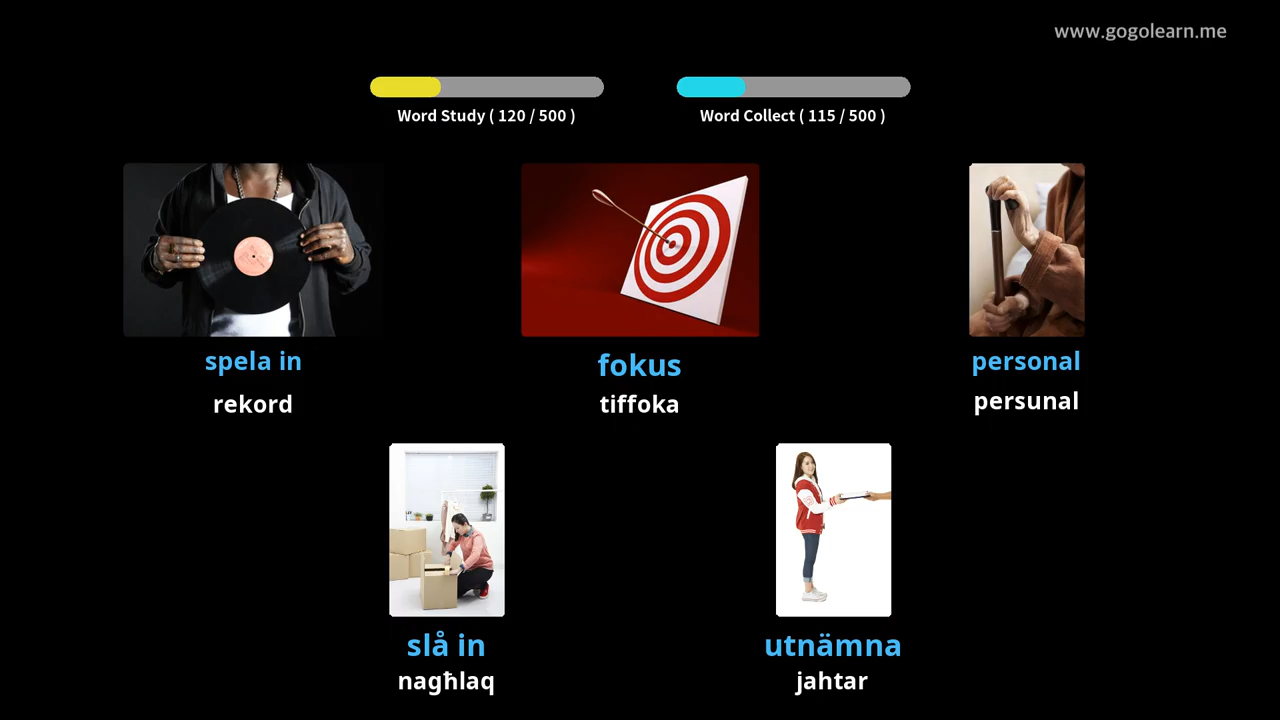 www.gogolearn.me
Word Study ( 120 / 500 )
Word Collect ( 115 / 500 )
spela in
rekord
fokus
tiffoka
personal
persunal
slå in
nagħlaq
utnämna
jahtar